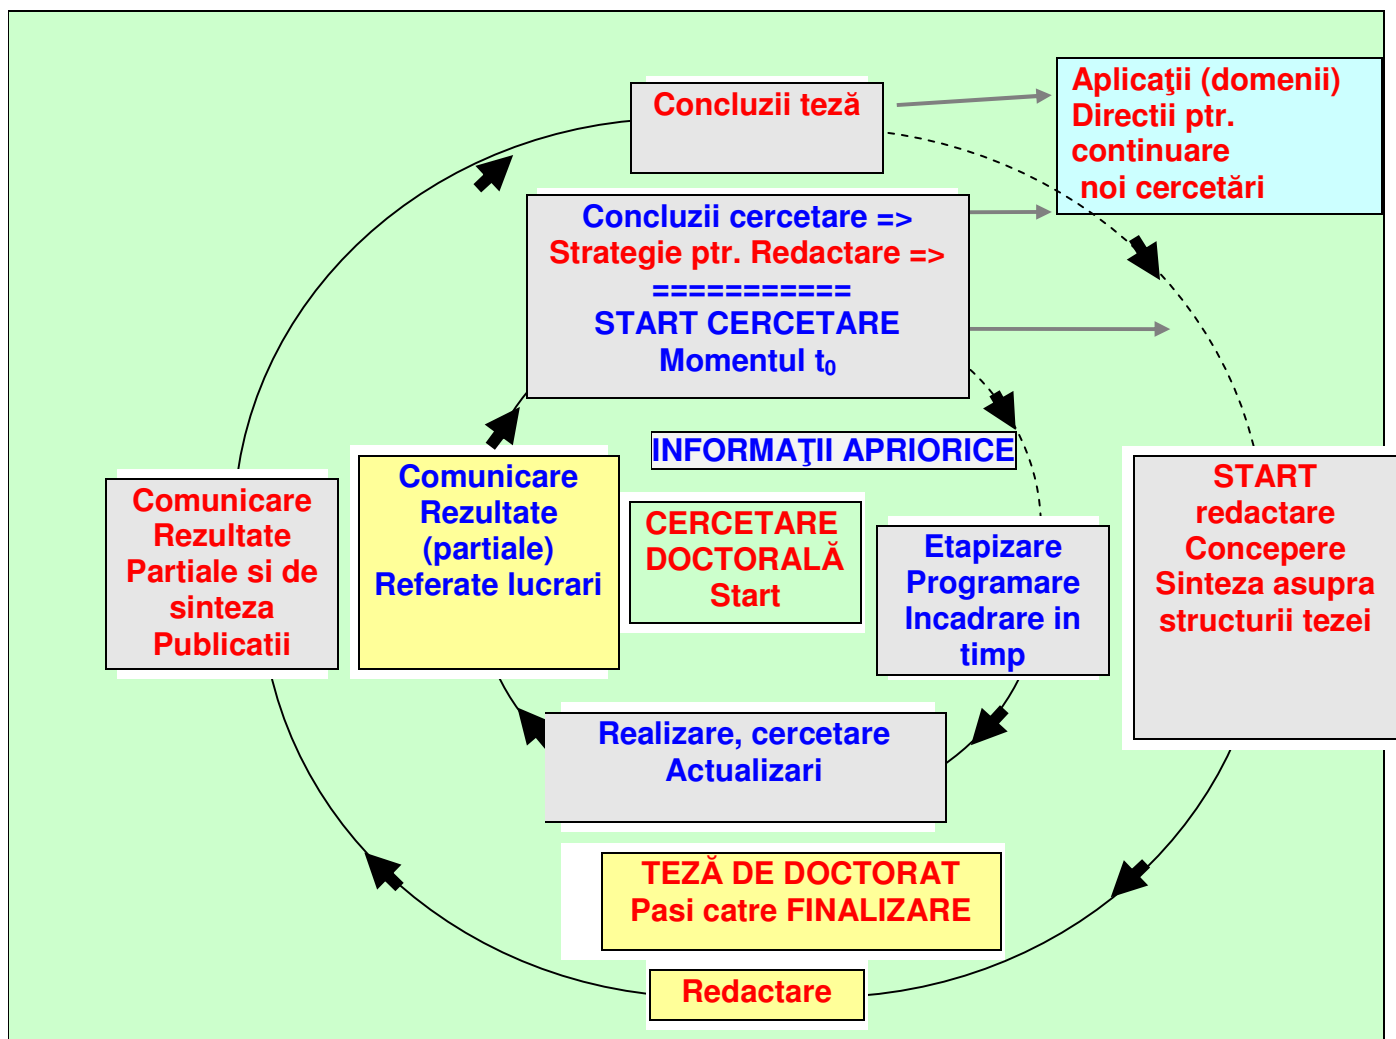 Concluzii teză
Aplicaţii (domenii)
Directii ptr.
continuare
noi cercetări
Concluzii cercetare =>
Strategie ptr. Redactare =>
===========
START CERCETARE
Momentul t₀
INFORMAŢII APRIORICE
Comunicare
Rezultate
Partiale si de
sinteza
Publicatii
Comunicare
Rezultate
(partiale)
Referate lucrari
CERCETARE
DOCTORALĂ
Start
Etapizare
Programare
Incadrare in
timp
START
redactare
Concepere
Sinteza asupra
structurii tezei
Realizare, cercetare
Actualizari
TEZĂ DE DOCTORAT
Pasi catre FINALIZARE
Redactare